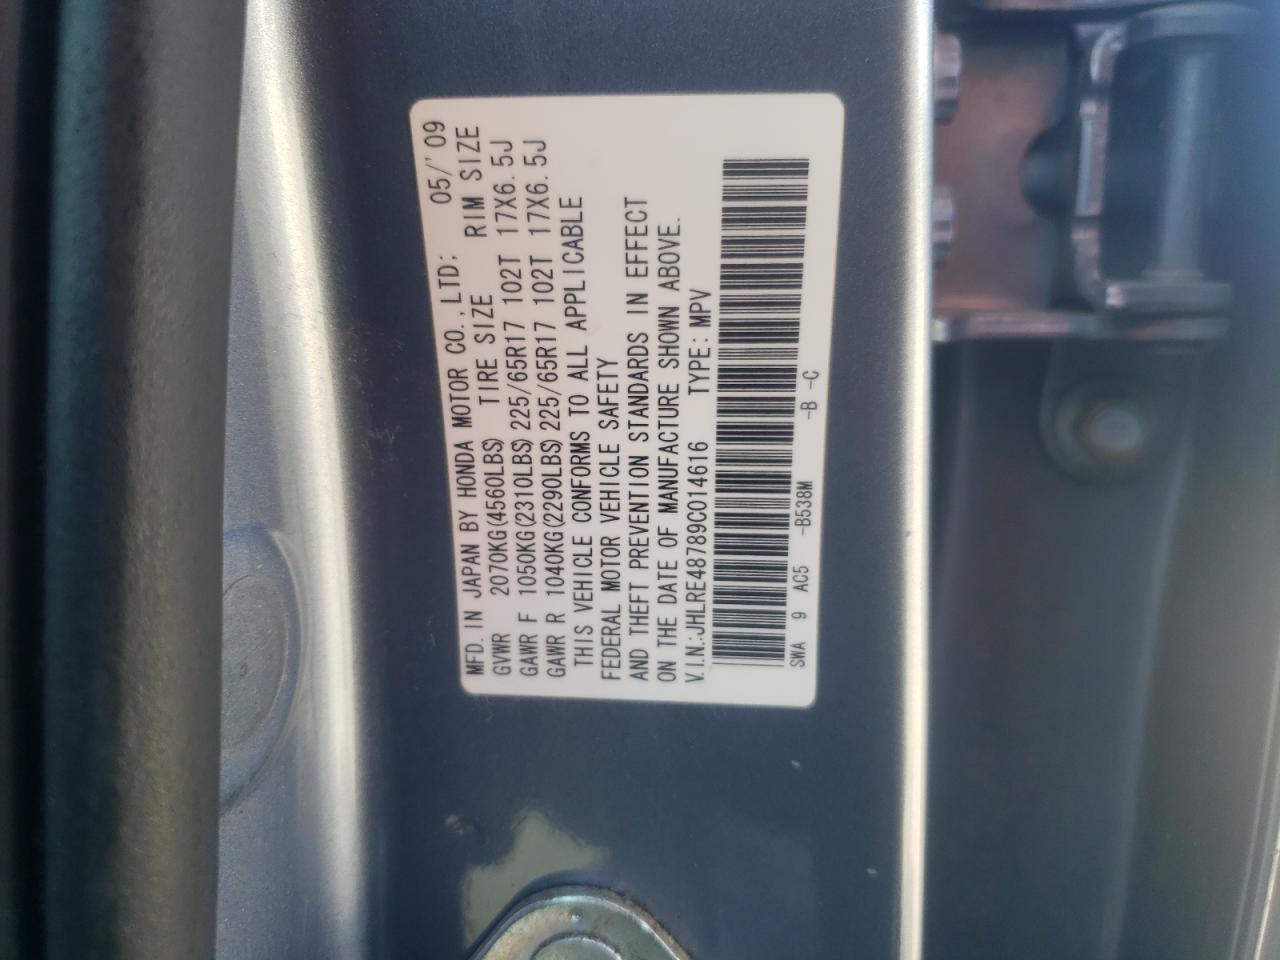 MFD. IN JAPAN BY HONDA MOTOR CO., LTD: 05/'09
GVWR 2070KG(4560LBS) TIRE SIZE RIM SIZE
GAWR F 1050KG(2310LBS) 225/65R17 102T 17X6.5J
GAWR R 1040KG(2290LBS) 225/65R17 102T 17X6.5J
THIS VEHICLE CONFORMS TO ALL APPLICABLE
FEDERAL MOTOR VEHICLE SAFETY
AND THEFT PREVENTION STANDARDS IN EFFECT
ON THE DATE OF MANUFACTURE SHOWN ABOVE.
V.I.N.:JHLRE48789C014616 TYPE: MPV
SWA 9 AC5 -B538M -B -C